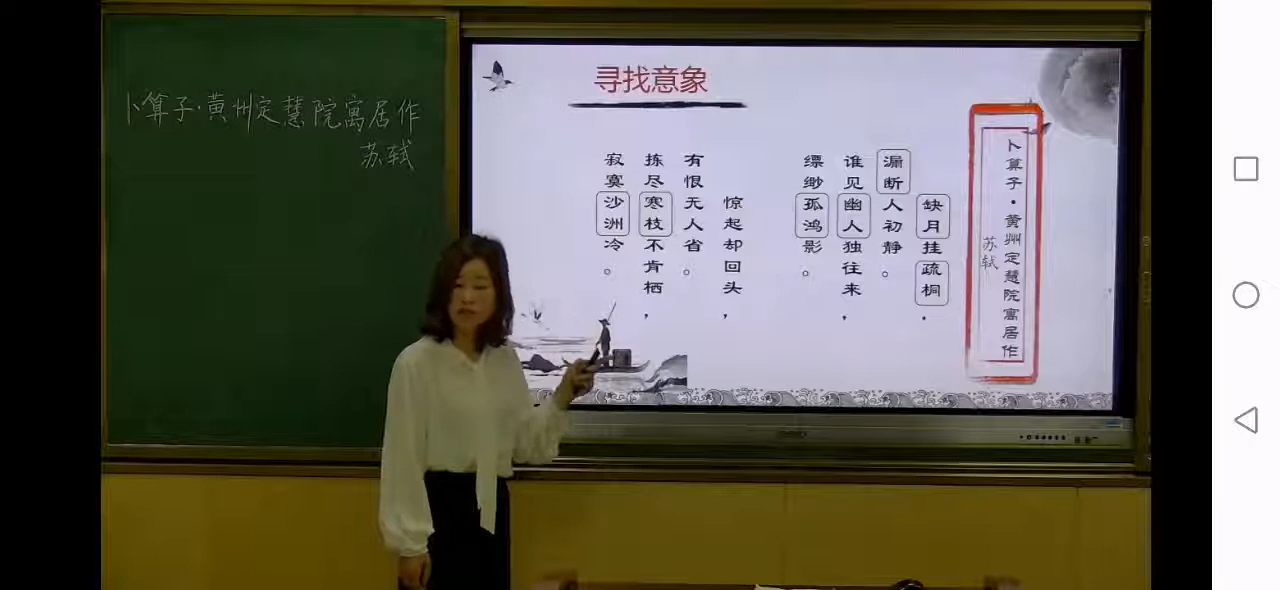 卜算子·黄州定慧院寓居作
苏轼
寻找意象
卜算子·黄州定慧院寓居作
苏轼
缺月挂疏桐，
漏断人初静。
谁见幽人独往来，
缥缈孤鸿影。
惊起却回头，
有恨无人省。
拣尽寒枝不肯栖，
寂寞沙洲冷。